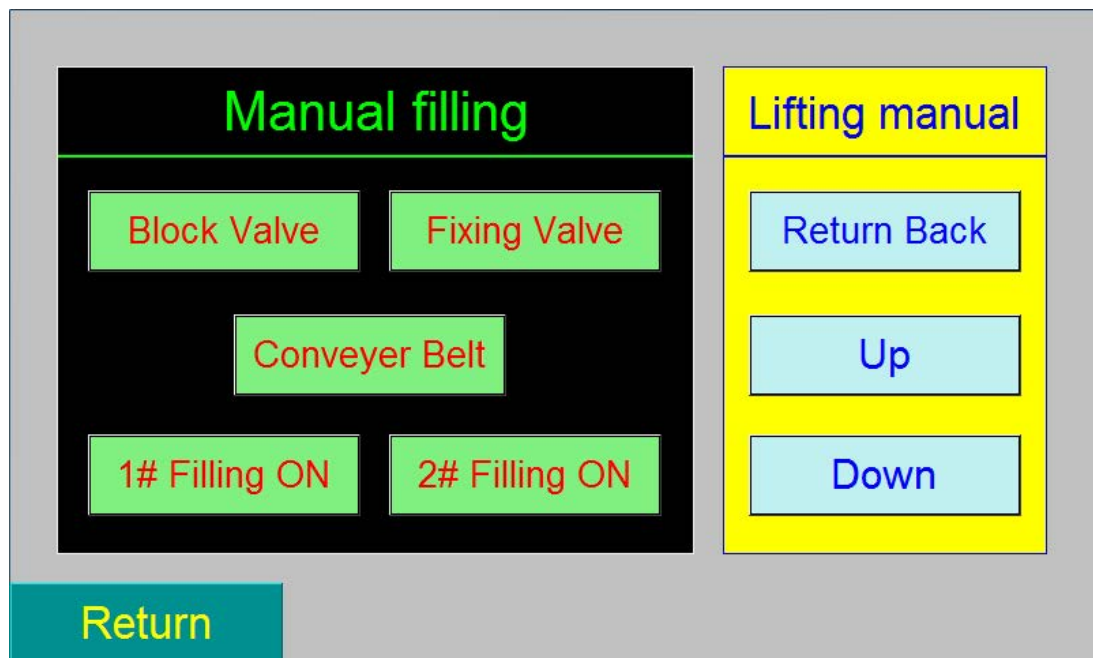 Manual filling
Block Valve
Fixing Valve
Conveyer Belt
1# Filling ON
2# Filling ON
Lifting manual
Return Back
Up
Down
Return